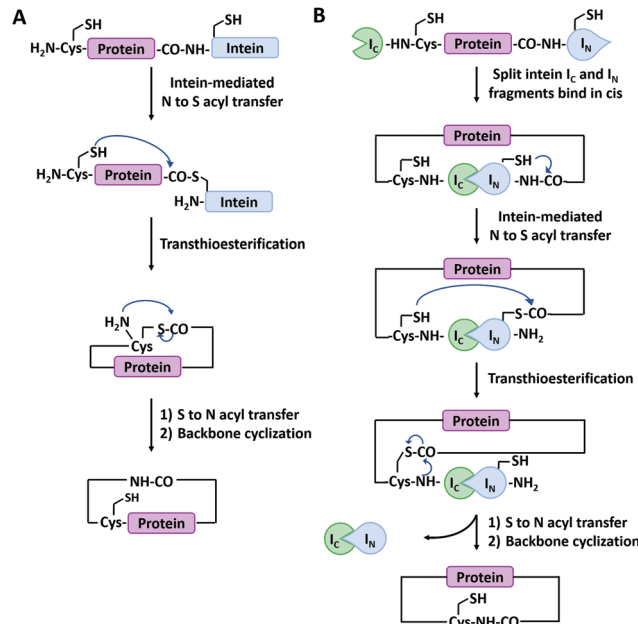 A
SH
H2N-Cys- Protein -CO-NH- Intein
SH
Intein-mediated
N to S acyl transfer
SH
H2N-Cys- Protein -CO-S
H2N- Intein
Transthioesterification
H2N
S-CO
Cys
Protein
1) S to N acyl transfer
2) Backbone cyclization
NH-CO
SH
Cys- Protein
B
SH
SH
IC -HN-Cys- Protein -CO-NH- IN
Split intein IC and IN
fragments bind in cis
Protein
SH
SH
Cys-NH- IC IN -NH-CO
Intein-mediated
N to S acyl transfer
Protein
SH
S-CO
Cys-NH- IC IN -NH2
Transthioesterification
Protein
S-CO
SH
Cys-NH- IC IN -NH2
IC IN
1) S to N acyl transfer
2) Backbone cyclization
Protein
SH
Cys-NH-CO